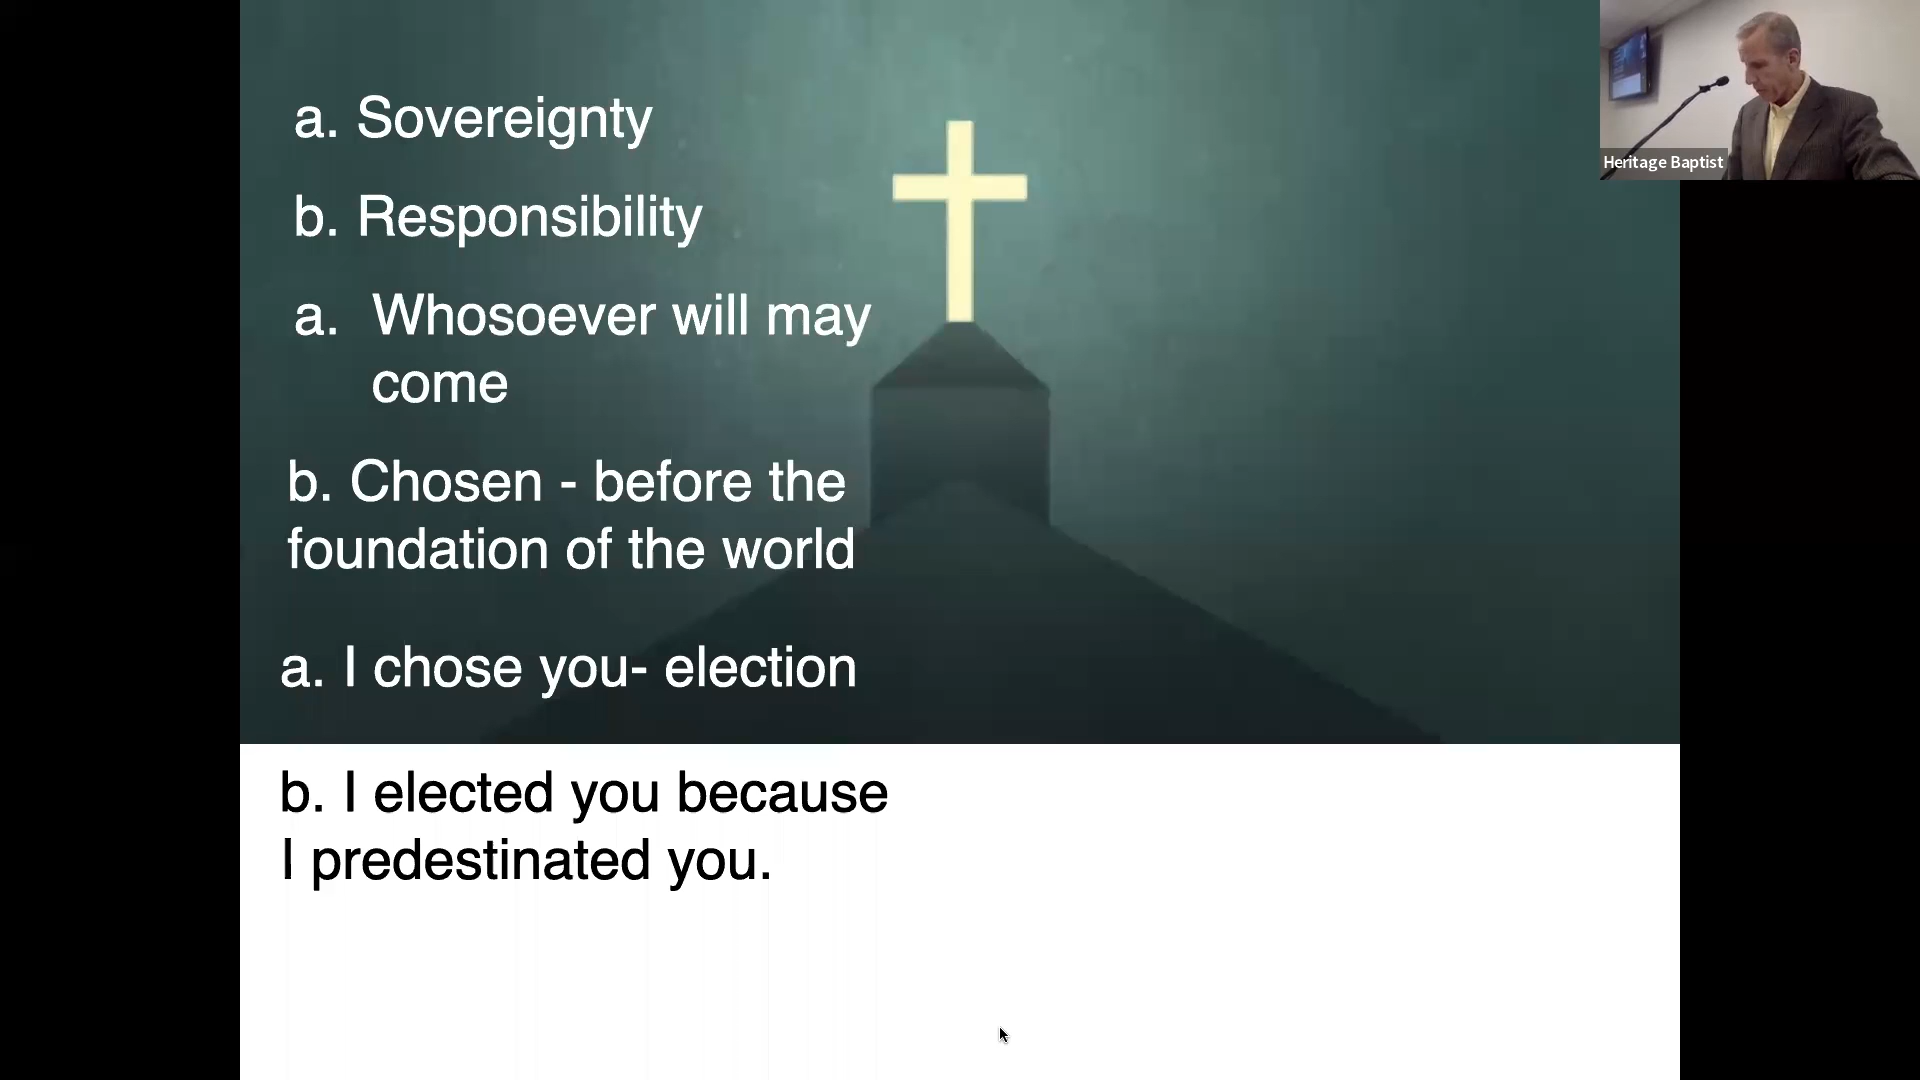 a. Sovereignty
b. Responsibility
a. Whosoever will may
come
b. Chosen - before the
foundation of the world
a. I chose you- election
b. I elected you because
I predestinated you.
Heritage Baptist